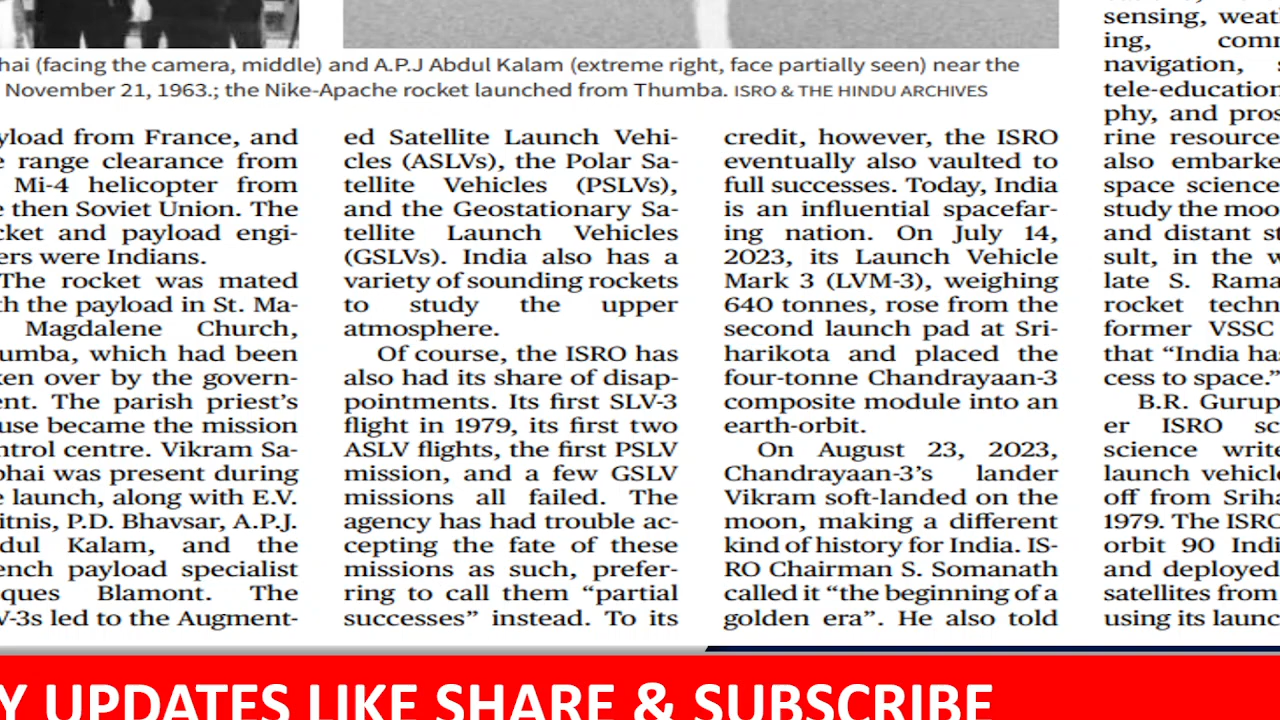 hai (facing the camera, middle) and A.P.J Abdul Kalam (extreme right, face partially seen) near the
November 21, 1963.; the Nike-Apache rocket launched from Thumba. ISRO & THE HINDU ARCHIVES
yload from France, and
e range clearance from
Mi-4 helicopter from
e then Soviet Union. The
cket and payload engi-
ers were Indians.
The rocket was mated
th the payload in St. Ma-
Magdalene Church,
umba, which had been
ken over by the govern-
ent. The parish priest's
use became the mission
ntrol centre. Vikram Sa-
bhai was present during
e launch, along with E.V.
itnis, P.D. Bhavsar, A.P.J.
dul Kalam, and the
ench payload specialist
ques Blamont. The
V-3s led to the Augment-
ed Satellite Launch Vehi-
cles (ASLVs), the Polar Sa-
tellite Vehicles (PSLVs),
and the Geostationary Sa-
tellite Launch Vehicles
(GSLVs). India also has a
variety of sounding rockets
to study the upper
atmosphere.
Of course, the ISRO has
also had its share of disap-
pointments. Its first SLV-3
flight in 1979, its first two
ASLV flights, the first PSLV
mission, and a few GSLV
missions all failed. The
agency has had trouble ac-
cepting the fate of these
missions as such, prefer-
ring to call them “partial
successes” instead. To its
credit, however, the ISRO
eventually also vaulted to
full successes. Today, India
is an influential spacefar-
ing nation. On July 14,
2023, its Launch Vehicle
Mark 3 (LVM-3), weighing
640 tonnes, rose from the
second launch pad at Sri-
harikota and placed the
four-tonne Chandrayaan-3
composite module into an
earth-orbit.
On August 23, 2023,
Chandrayaan-3's lander
Vikram soft-landed on the
moon, making a different
kind of history for India. IS-
RO Chairman S. Somanath
called it “the beginning of a
golden era”. He also told
sensing, weat
ing, com
navigation, s
tele-education
phy, and pros
rine resource
also embarke
space science
study the moo
and distant st
sult, in the w
late S. Rama
rocket techn
former VSSC
that “India ha
cess to space.”
B.R. Gurup
er ISRO sc
science write
launch vehicle
off from Sriha
1979. The ISRO
orbit 90 Indi
and deployed
satellites from
using its launc
Y UPDATES LIKE SHARE & SUBSCRIBE